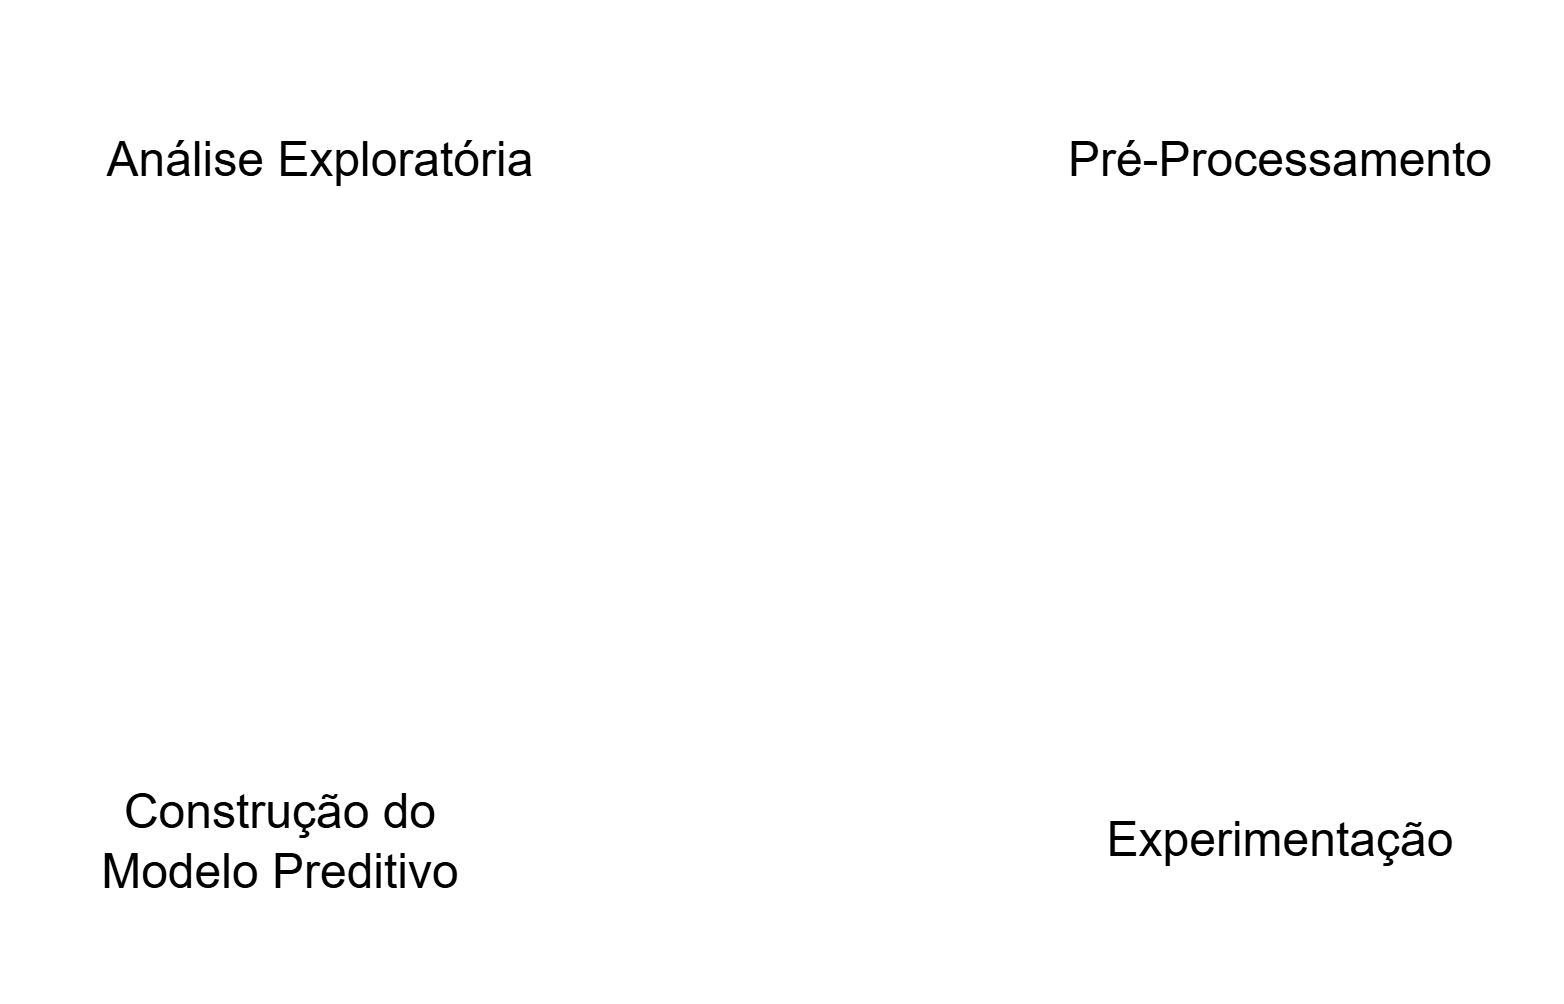 Análise Exploratória
Pré-Processamento
Construção do
Modelo Preditivo
Experimentação